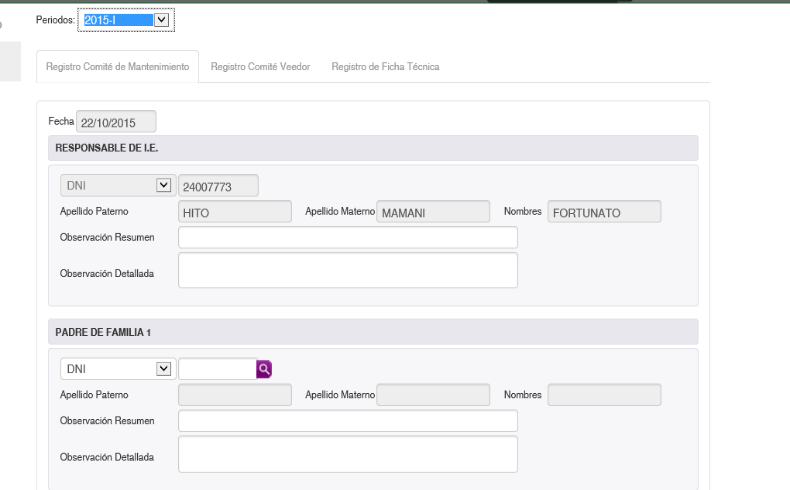 Periodos: 2015-I
Registro Comité de Mantenimiento Registro Comité Veedor Registro de Ficha Técnica
Fecha 22/10/2015
RESPONSABLE DE I.E.
DNI 24007773
Apellido Paterno HITO Apellido Materno MAMANI Nombres FORTUNATO
Observación Resumen
Observación Detallada
PADRE DE FAMILIA 1
DNI
Apellido Paterno Apellido Materno Nombres
Observación Resumen
Observación Detallada